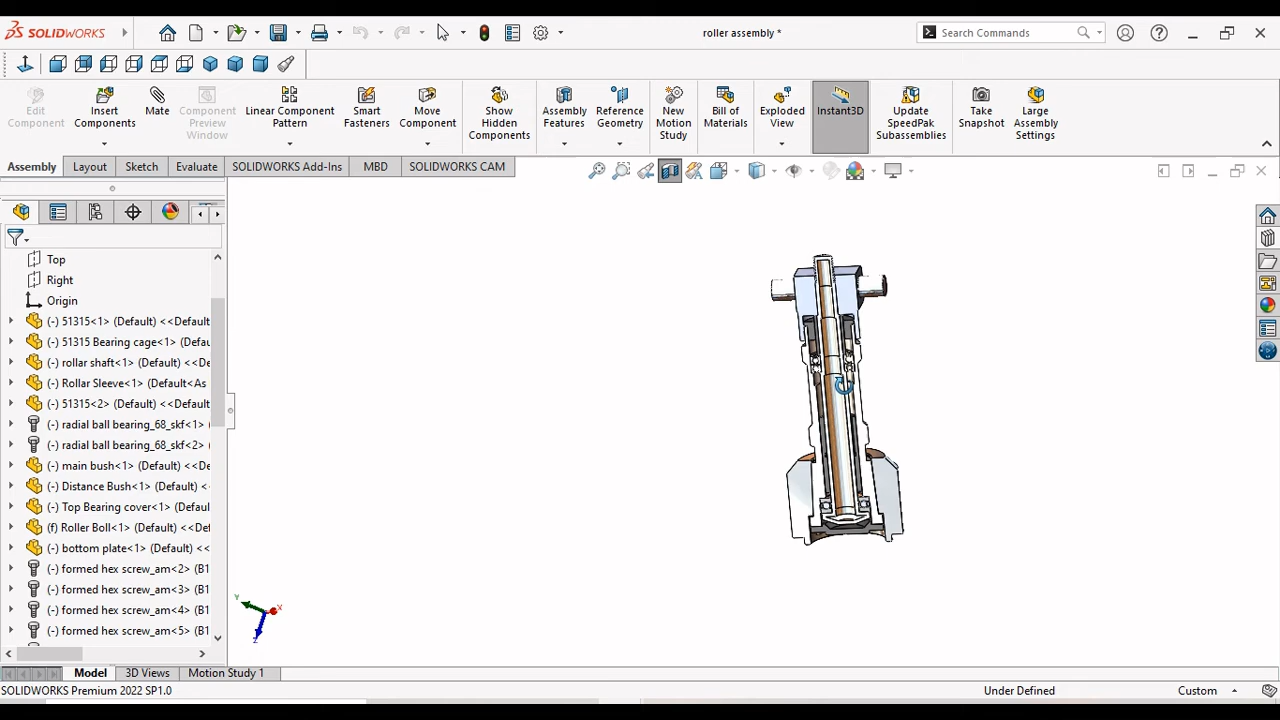 SOLIDWORKS
roller assembly *
Search Commands
Edit Component
Insert Components
Mate
Component Preview Window
Linear Component Pattern
Smart Fasteners
Move Component
Show Hidden Components
Assembly Features
Reference Geometry
New Motion Study
Bill of Materials
Exploded View
Instant3D
Update SpeedPak Subassemblies
Take Snapshot
Large Assembly Settings
Assembly
Layout
Sketch
Evaluate
SOLIDWORKS Add-Ins
MBD
SOLIDWORKS CAM
Top
Right
Origin
(-) 51315<1> (Default) <<Default
(-) 51315 Bearing cage<1> (Defau
(-) rollar shaft<1> (Default) <<De
(-) Rollar Sleeve<1> (Default<As
(-) 51315<2> (Default) <<Default
(-) radial ball bearing_68_skf<1> (
(-) radial ball bearing_68_skf<2> (
(-) main bush<1> (Default) <<De
(-) Distance Bush<1> (Default) <
(-) Top Bearing cover<1> (Defau
(f) Roller Boll<1> (Default) <<Def
(-) bottom plate<1> (Default) <<
(-) formed hex screw_am<2> (B1
(-) formed hex screw_am<3> (B1
(-) formed hex screw_am<4> (B1
(-) formed hex screw_am<5> (B1
Y
X
Z
Model
3D Views
Motion Study 1
SOLIDWORKS Premium 2022 SP1.0
Under Defined
Custom